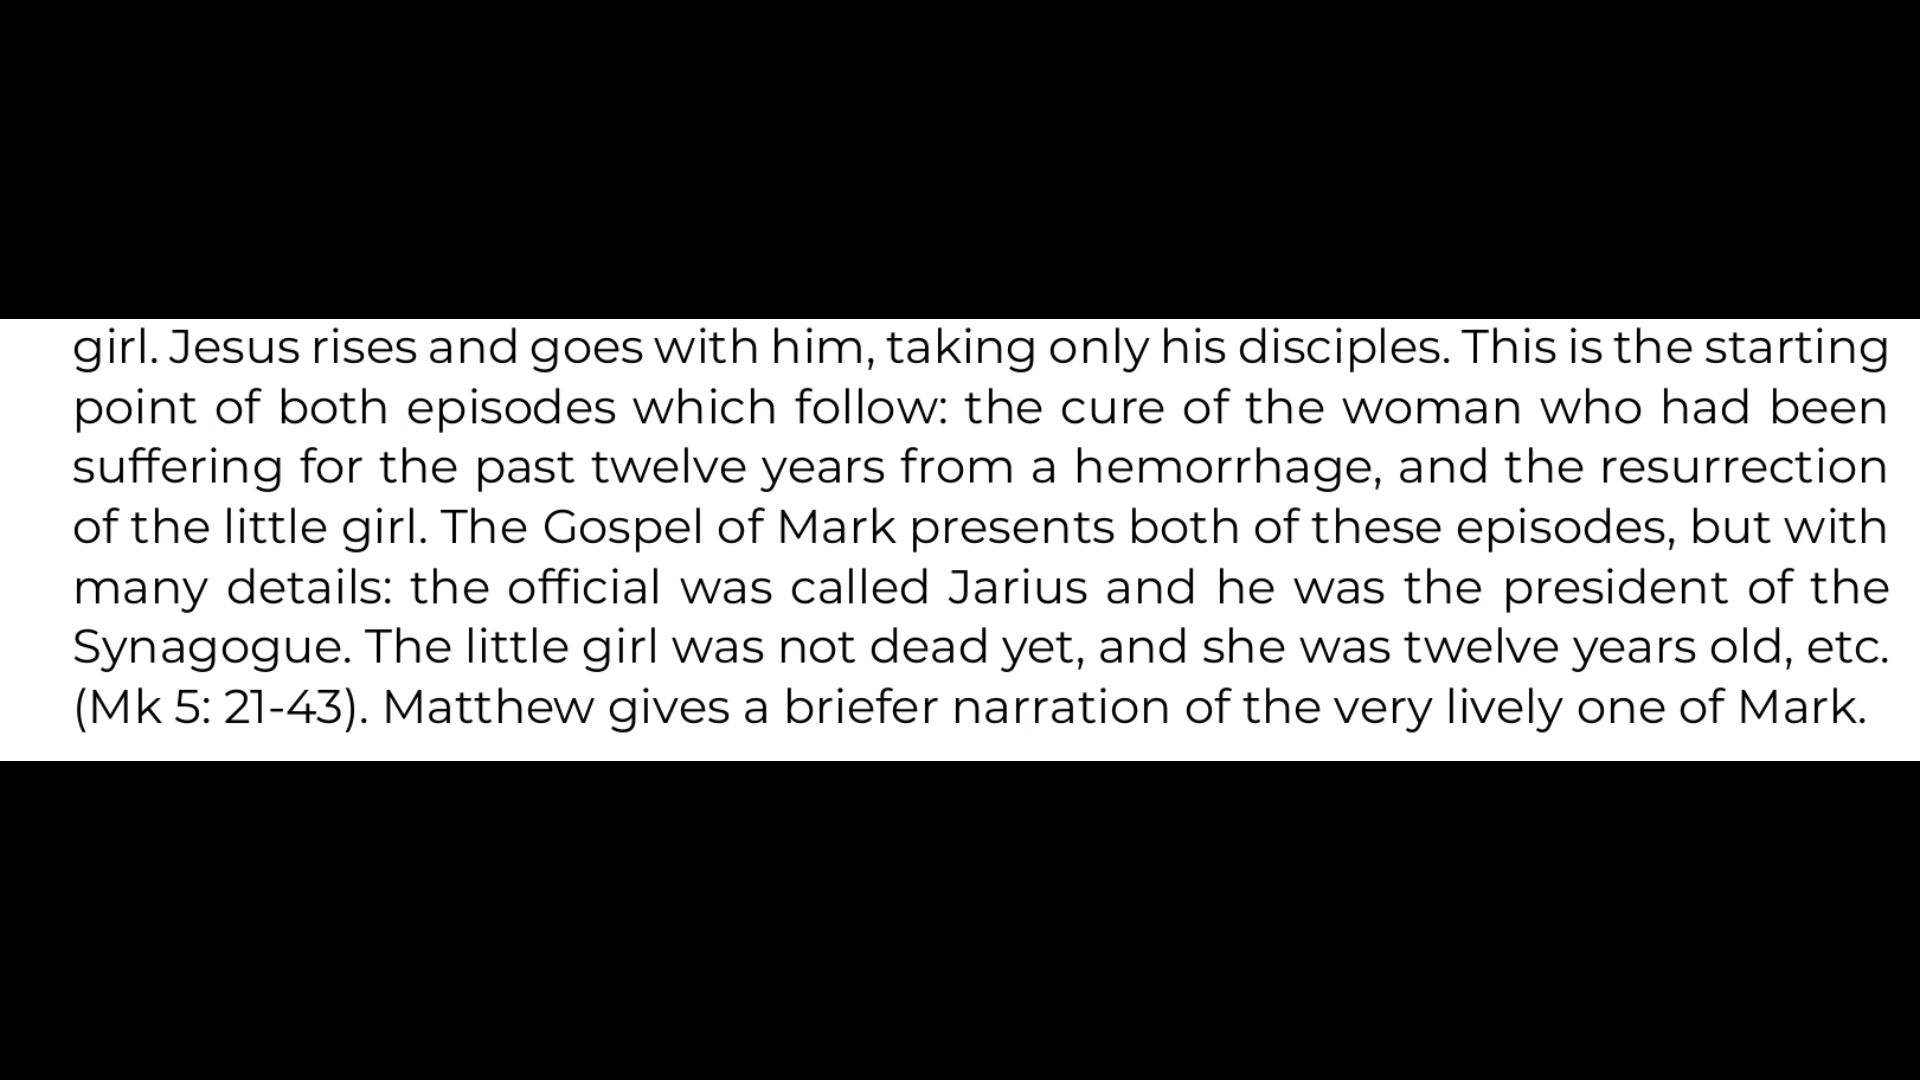 girl. Jesus rises and goes with him, taking only his disciples. This is the starting
point of both episodes which follow: the cure of the woman who had been
suffering for the past twelve years from a hemorrhage, and the resurrection
of the little girl. The Gospel of Mark presents both of these episodes, but with
many details: the official was called Jarius and he was the president of the
Synagogue. The little girl was not dead yet, and she was twelve years old, etc.
(Mk 5: 21-43). Matthew gives a briefer narration of the very lively one of Mark.